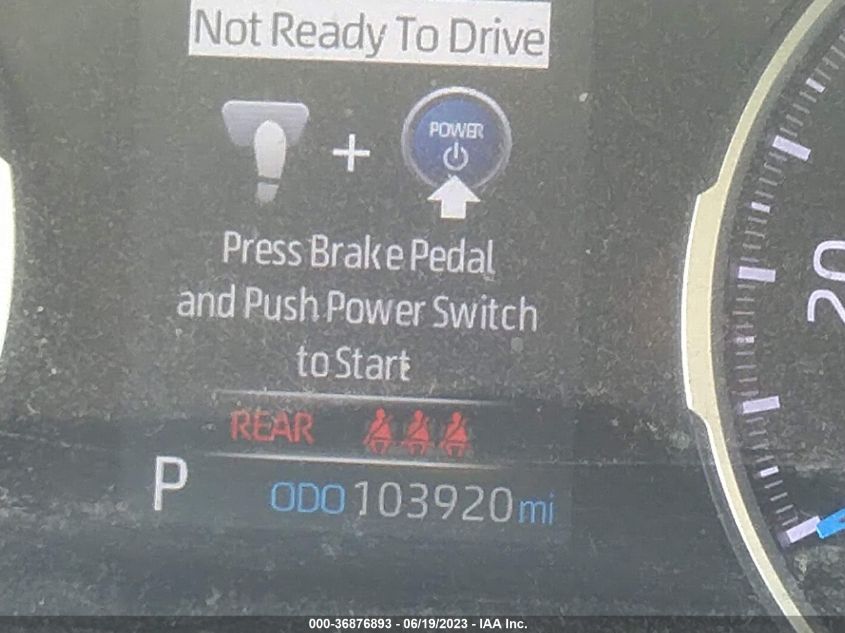 Not Ready To Drive
POWER
+
Press Brake Pedal
and Push Power Switch
to Start
REAR
P
ODO 103920 mi
20
000-36876893 - 06/19/2023 - IAA Inc.